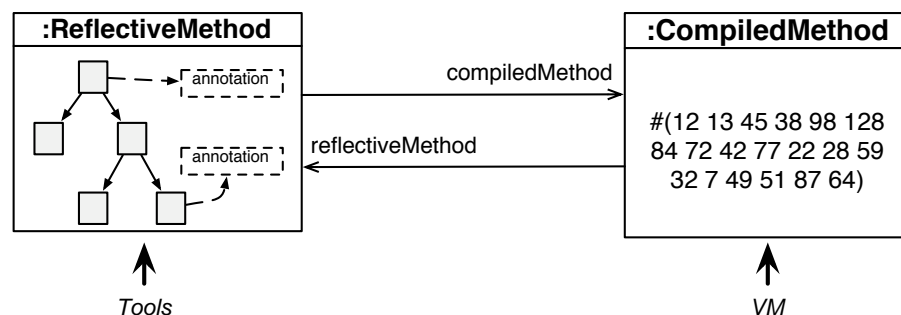 :ReflectiveMethod
:CompiledMethod
annotation
compiledMethod
#(12 13 45 38 98 128
84 72 42 77 22 28 59
32 7 49 51 87 64)
reflectiveMethod
annotation
Tools
VM